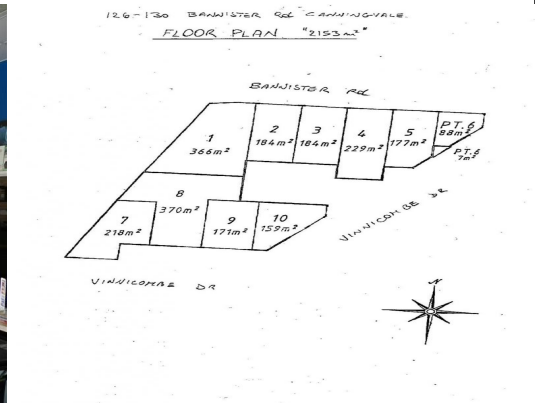 126-130 BANNISTER Rd CANNINGVALE.
FLOOR PLAN "2153m²"
BANNISTER Rd
1
366m²
2
184m²
3
184m²
4
229m²
5
177m²
PT.6
88m²
PT.6
7m²
VINNICOMBE DR
7
218m²
8
370m²
9
171m²
10
159m²
VINNICOMBE DR
N